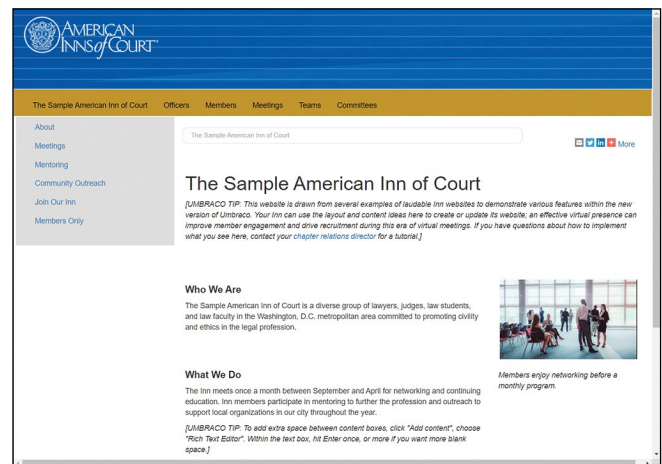 AMERICAN
INNS of COURT
The Sample American Inn of Court Officers Members Meetings Teams Committees
About
Meetings
Mentoring
Community Outreach
Join Our Inn
Members Only
The Sample American Inn of Court
More
The Sample American Inn of Court
[UMBRACO TIP: This website is drawn from several examples of laudable Inn websites to demonstrate various features within the new
version of Umbraco. Your Inn can use the layout and content ideas here to create or update its website; an effective virtual presence can
improve member engagement and drive recruitment during this era of virtual meetings. If you have questions about how to implement
what you see here, contact your chapter relations director for a tutorial.]
Who We Are
The Sample American Inn of Court is a diverse group of lawyers, judges, law students,
and law faculty in the Washington, D.C. metropolitan area committed to promoting civility
and ethics in the legal profession.
What We Do
The Inn meets once a month between September and April for networking and continuing
education. Inn members participate in mentoring to further the profession and outreach to
support local organizations in our city throughout the year.
[UMBRACO TIP: To add extra space between content boxes, click "Add content", choose
"Rich Text Editor". Within the text box, hit Enter once, or more if you want more blank
space.]
Members enjoy networking before a
monthly program.